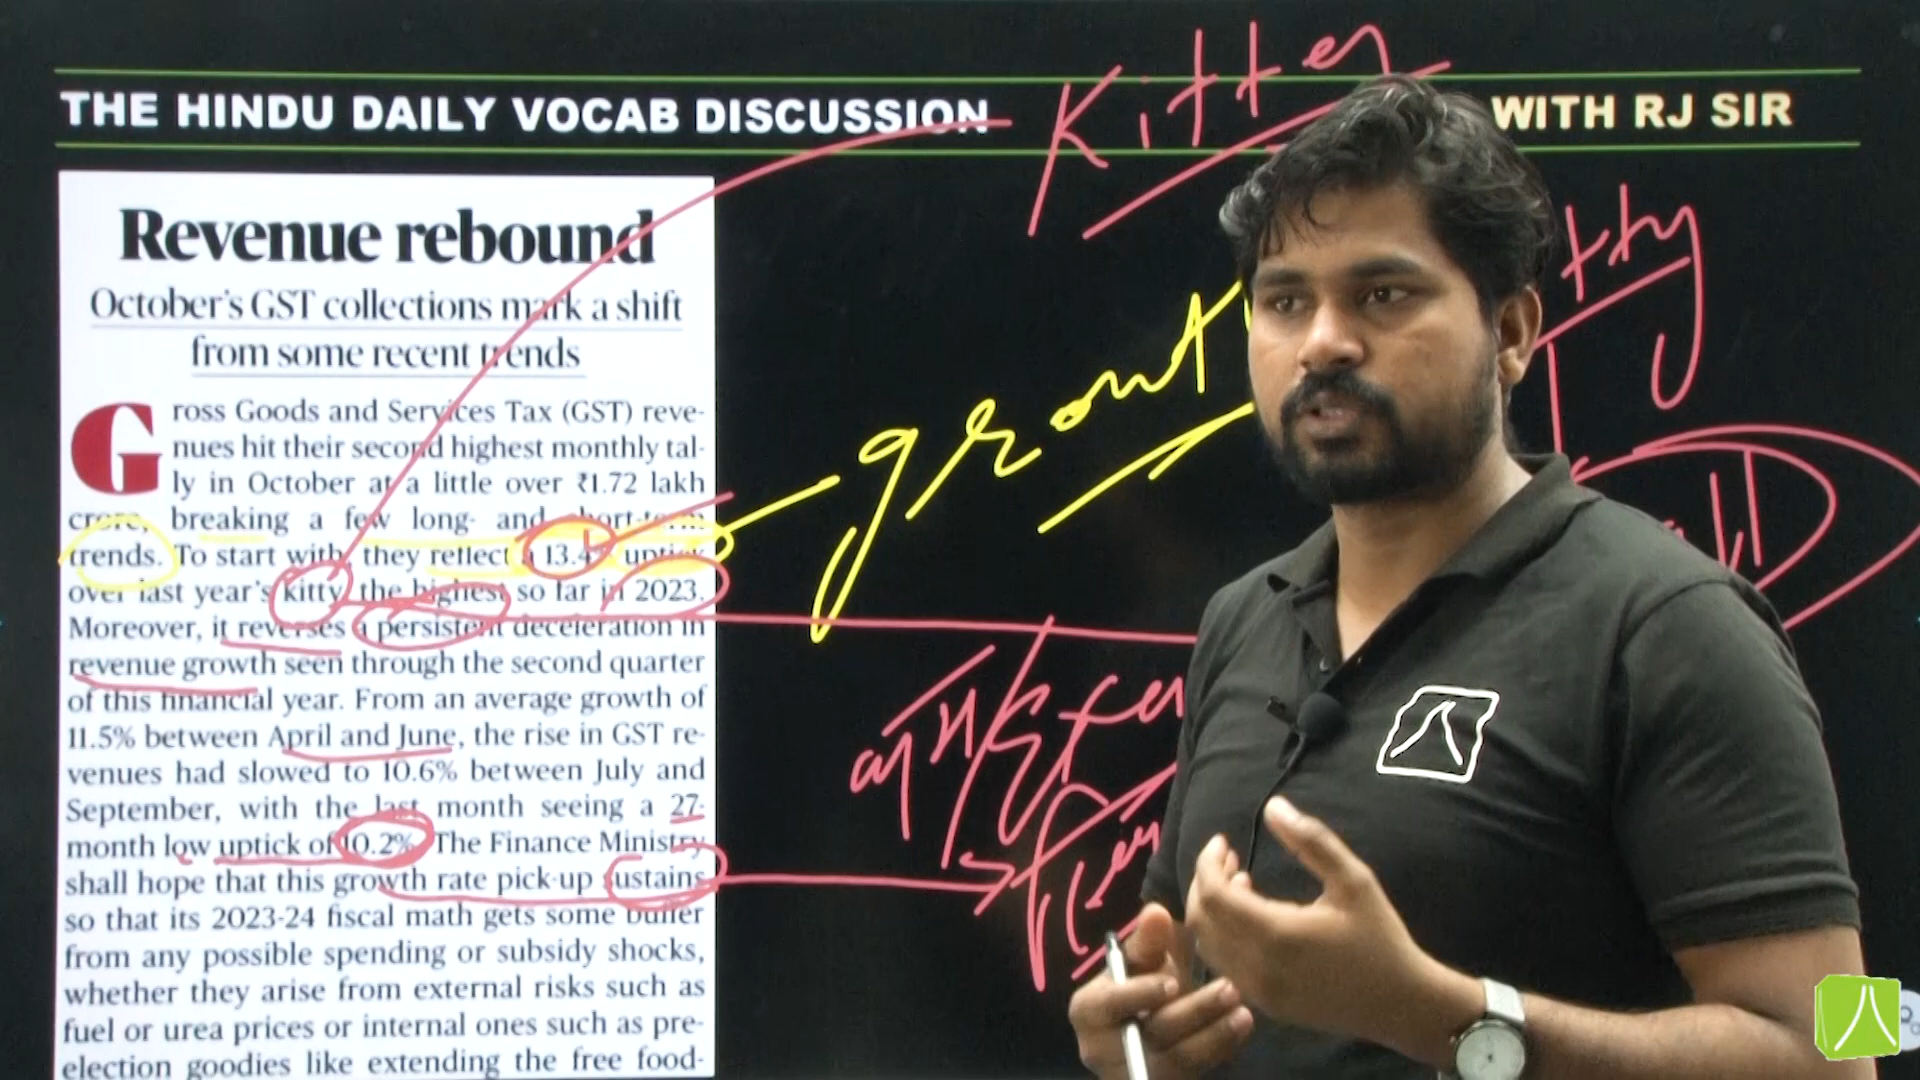 THE HINDU DAILY VOCAB DISCUSSION WITH RJ SIR
Kitten
Revenue rebound
October's GST collections mark a shift
from some recent trends
Gross Goods and Services Tax (GST) reve-
nues hit their second highest monthly tal-
ly in October at a little over ₹1.72 lakh
crore, breaking a few long- and short-term
trends. To start with, they reflect a 13.4% uptick
over last year's kitty, the highest so far in 2023.
Moreover, it reverses a persistent deceleration in
revenue growth seen through the second quarter
of this financial year. From an average growth of
11.5% between April and June, the rise in GST re-
venues had slowed to 10.6% between July and
September, with the last month seeing a 27-
month low uptick of 10.2%. The Finance Ministry
shall hope that this growth rate pick-up sustains
so that its 2023-24 fiscal math gets some buffer
from any possible spending or subsidy shocks,
whether they arise from external risks such as
fuel or urea prices or internal ones such as pre-
election goodies like extending the free food-
tty